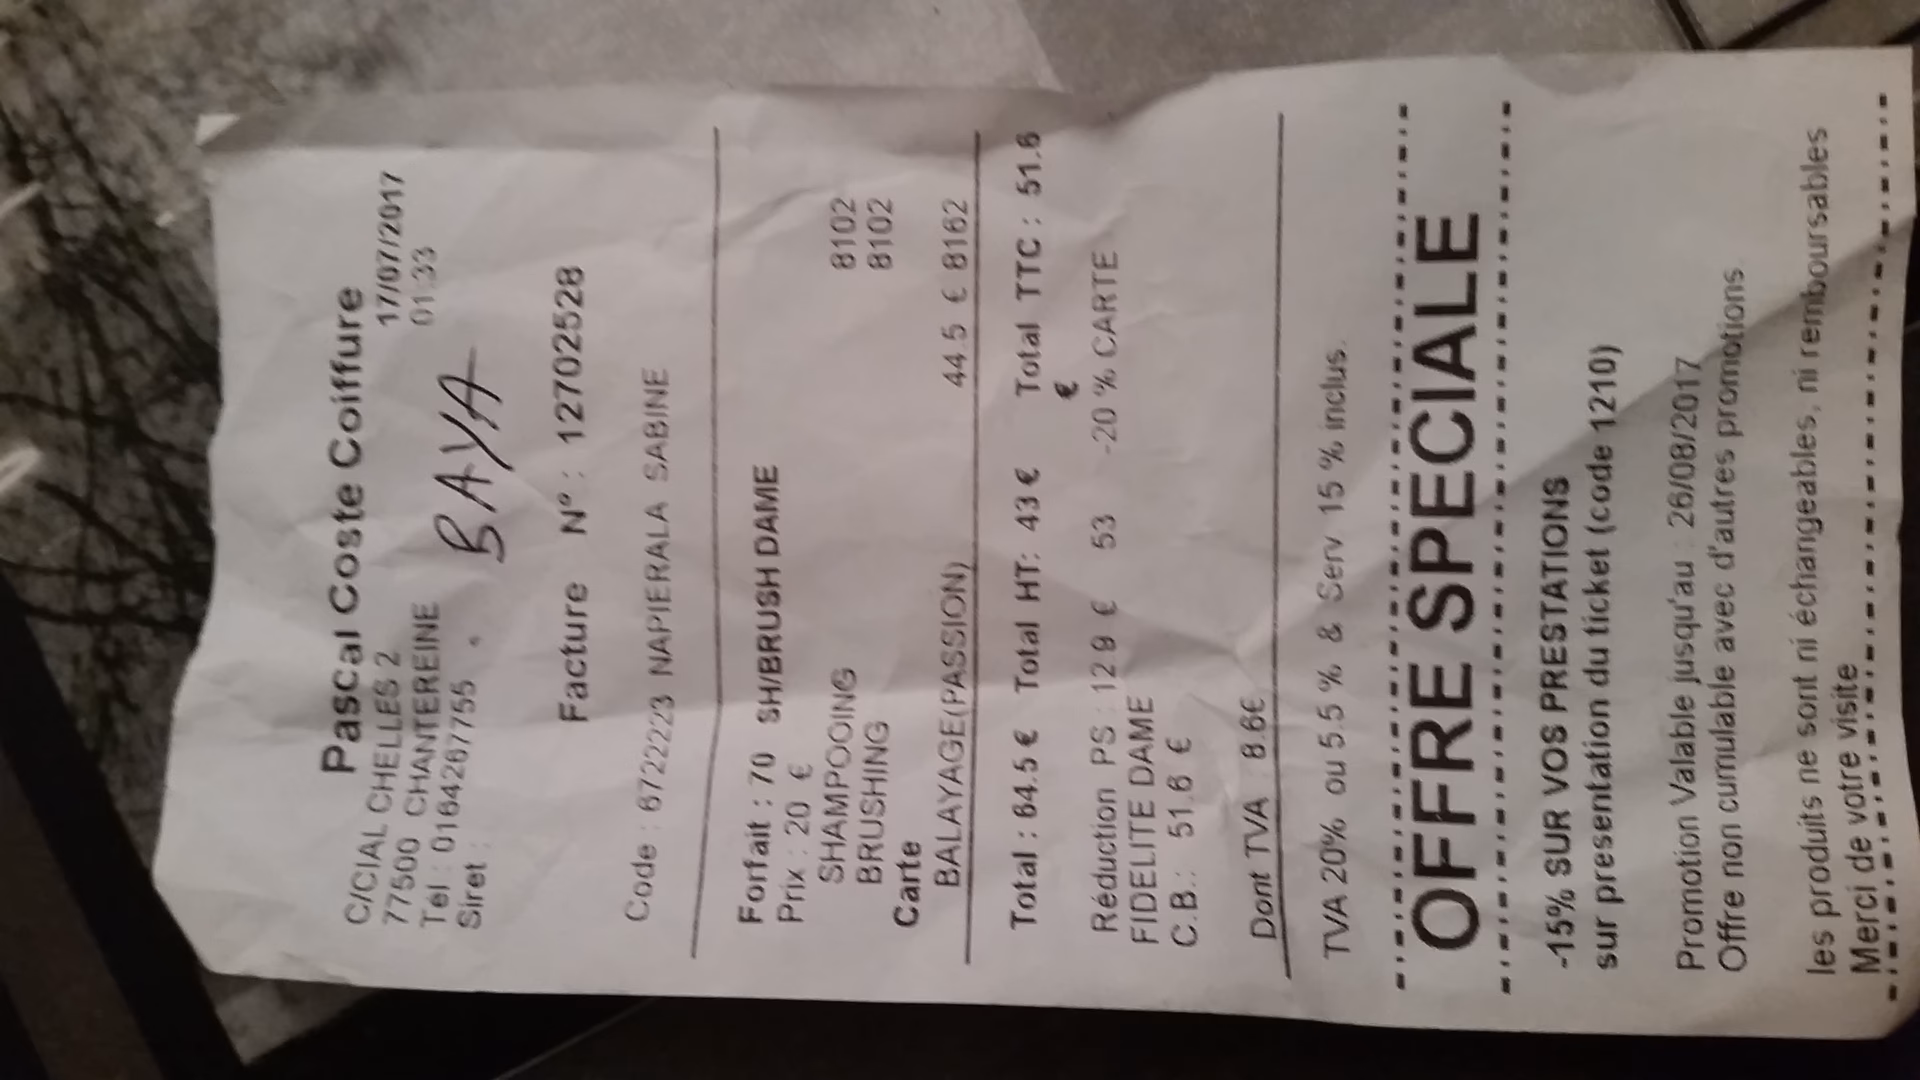 Pascal Coste Coiffure
C/CIAL CHELLES 2 17/07/2017
77500 CHANTEREINE 01:33
Tel : 0164267755
Siret :
BAYA
Facture N° : 12702528
Code : 6722223 NAPIERALA SABINE
Forfait : 70 SH/BRUSH DAME
Prix : 20 €
SHAMPOOING 8102
BRUSHING 8102
Carte
BALAYAGE(PASSION) 44.5 € 8162
Total : 64.5 € Total HT: 43 € Total TTC : 51.6
€
Réduction PS : 12.9 € 53 -20 % CARTE
FIDELITE DAME
C.B.: 51.6 €
Dont TVA : 8.6€
TVA 20% ou 5.5 % & Serv 15 % inclus.
OFFRE SPECIALE
-15% SUR VOS PRESTATIONS
sur presentation du ticket (code 1210)
Promotion Valable jusqu'au : 26/08/2017
Offre non cumulable avec d'autres promotions
les produits ne sont ni échangeables, ni remboursables
Merci de votre visite